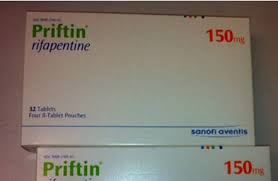 Priftin®
rifapentine
150mg
32 Tablets
Four 8-Tablet Pouches
sanofi aventis
Priftin®
150mg